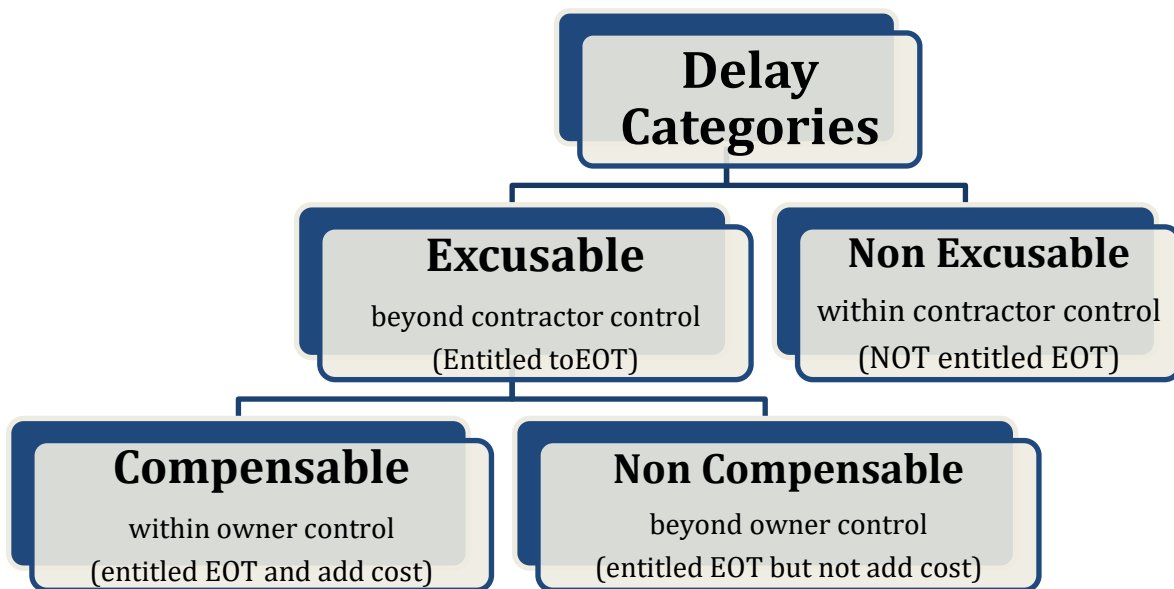 Delay
Categories
Excusable
beyond contractor control
(Entitled toEOT)
Non Excusable
within contractor control
(NOT entitled EOT)
Compensable
within owner control
(entitled EOT and add cost)
Non Compensable
beyond owner control
(entitled EOT but not add cost)